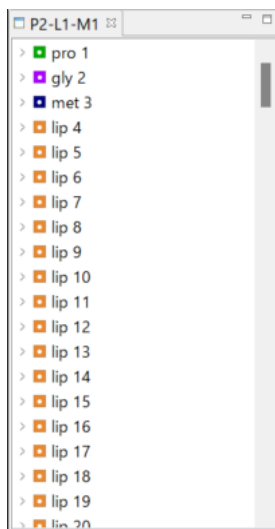 P2-L1-M1
pro 1
gly 2
met 3
lip 4
lip 5
lip 6
lip 7
lip 8
lip 9
lip 10
lip 11
lip 12
lip 13
lip 14
lip 15
lip 16
lip 17
lip 18
lip 19
lip 20